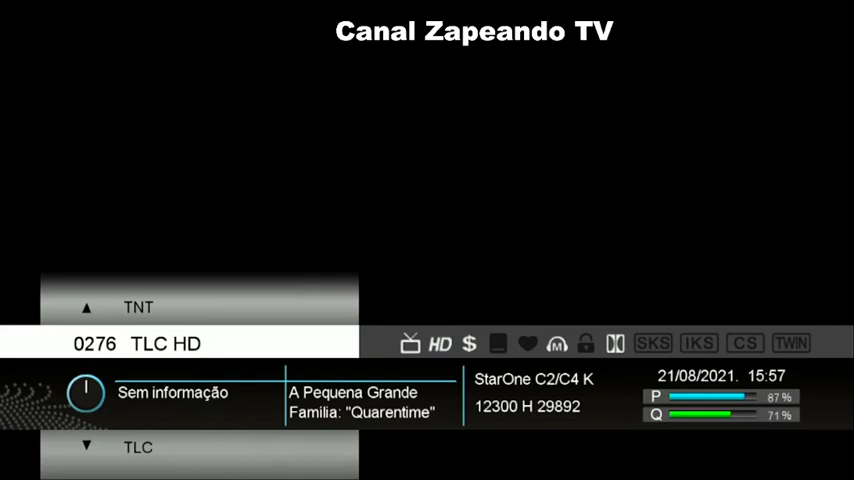 Canal Zapeando TV
TNT
0276 TLC HD
HD $ SKS IKS CS TWIN
Sem informação
A Pequena Grande
Familia: "Quarentime"
StarOne C2/C4 K
12300 H 29892
21/08/2021. 15:57
P 87%
Q 71%
TLC